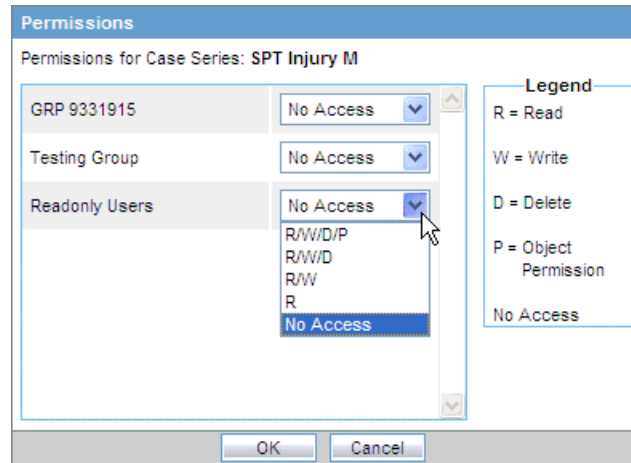 Permissions
Permissions for Case Series: SPT Injury M
GRP 9331915 No Access
Testing Group No Access
Readonly Users No Access
R/W/D/P
R/W/D
R/W
R
No Access
Legend
R = Read
W = Write
D = Delete
P = Object
Permission
No Access
OK Cancel